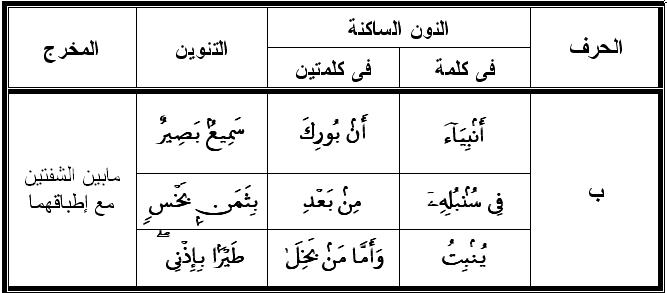 الحرف النون الساكنة التنوين المخرج
فى كلمة فى كلمتين
ب
أَنۢبِيَآءَ أَنۢ بُورِكَ سَمِيعُۢ بَصِيرٞ
فِى سُنۢبُلِهِۦٓ مِنۢ بَعْدِ بِثَمَنِۭ بَخْسٖ
يُنۢبِتُ وَأَمَّا مَنۢ بَخِلَ طَيْرَۢا بِإِذْنِى
مابين الشفتين
مع إطباقهما